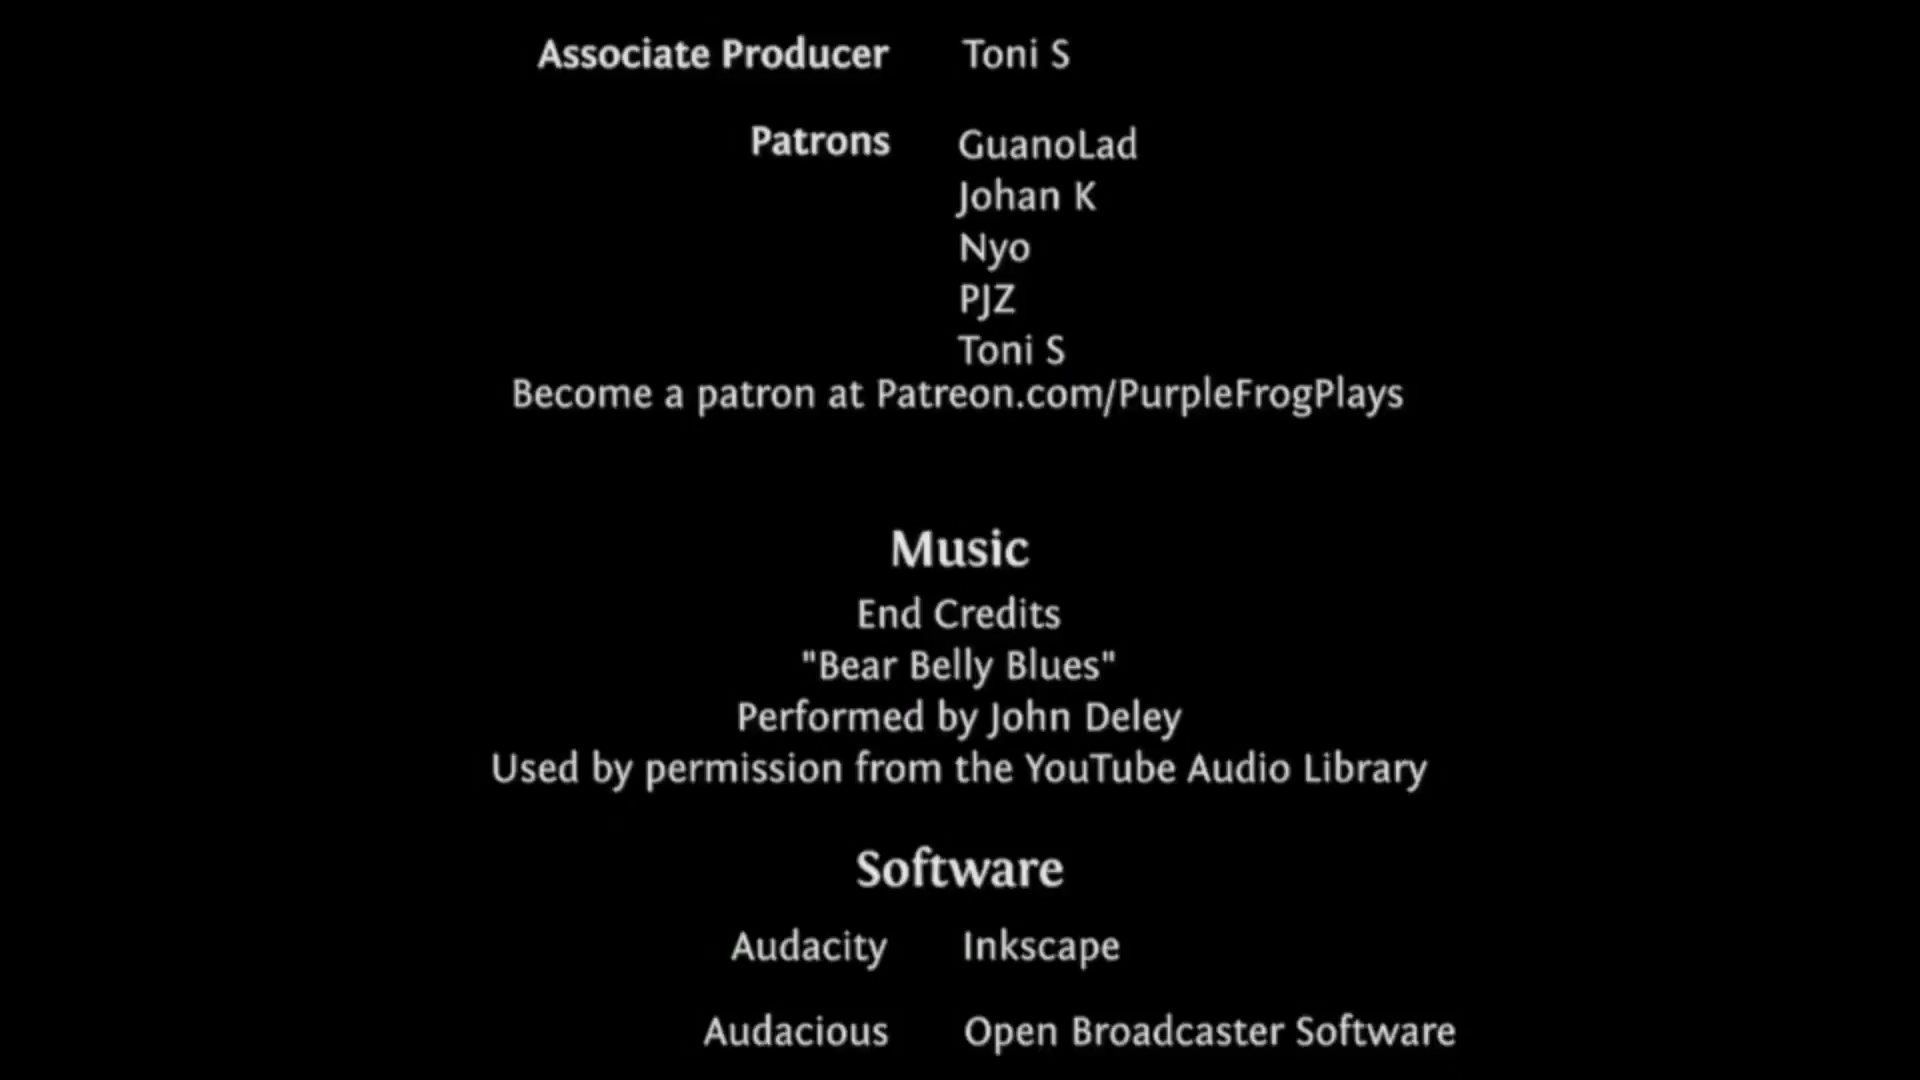 Associate Producer Toni S
Patrons GuanoLad
Johan K
Nyo
PJZ
Toni S
Become a patron at Patreon.com/PurpleFrogPlays
Music
End Credits
"Bear Belly Blues"
Performed by John Deley
Used by permission from the YouTube Audio Library
Software
Audacity Inkscape
Audacious Open Broadcaster Software